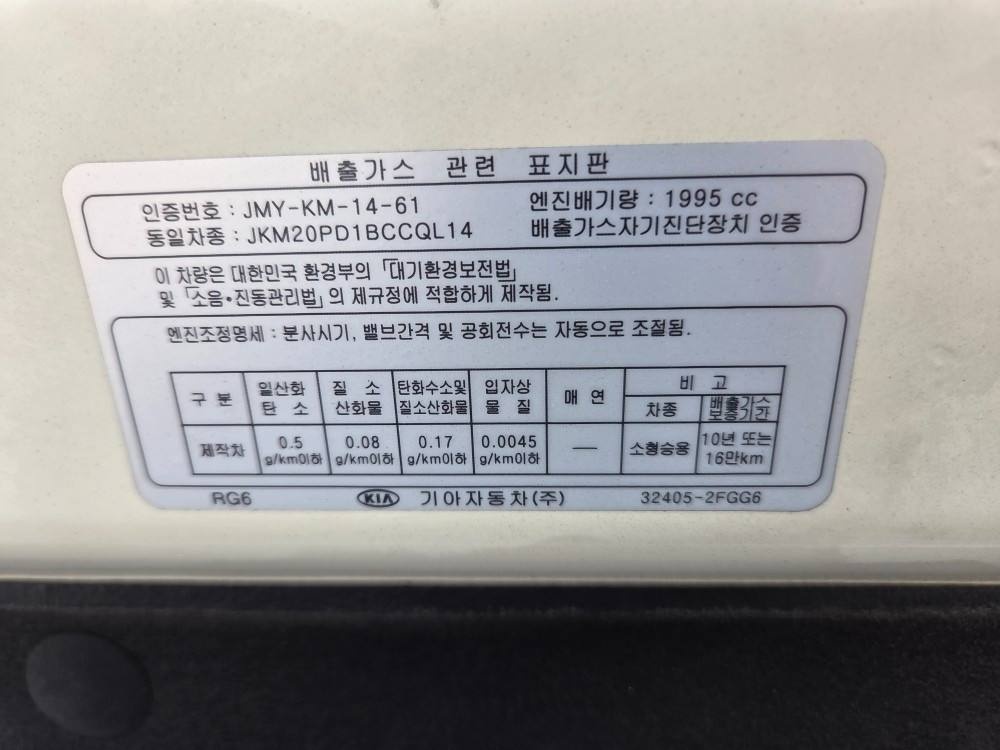 배출가스 관련 표지판
인증번호 : JMY-KM-14-61 엔진배기량 : 1995 cc
동일차종 : JKM20PD1BCCQL14 배출가스자기진단장치 인증
이 차량은 대한민국 환경부의 「대기환경보전법」
및 「소음•진동관리법」의 제규정에 적합하게 제작됨.
엔진조정명세 : 분사시기, 밸브간격 및 공회전수는 자동으로 조절됨.
구 분 일산화 탄 소 질 소 산화물 탄화수소및 질소산화물 입자상 물 질 매 연 비 고
차종 배출가스 보증기간
제작차 0.5 g/km이하 0.08 g/km이하 0.17 g/km이하 0.0045 g/km이하 — 소형승용 10년 또는 16만km
RG6 KIA 기아자동차(주) 32405-2FGG6